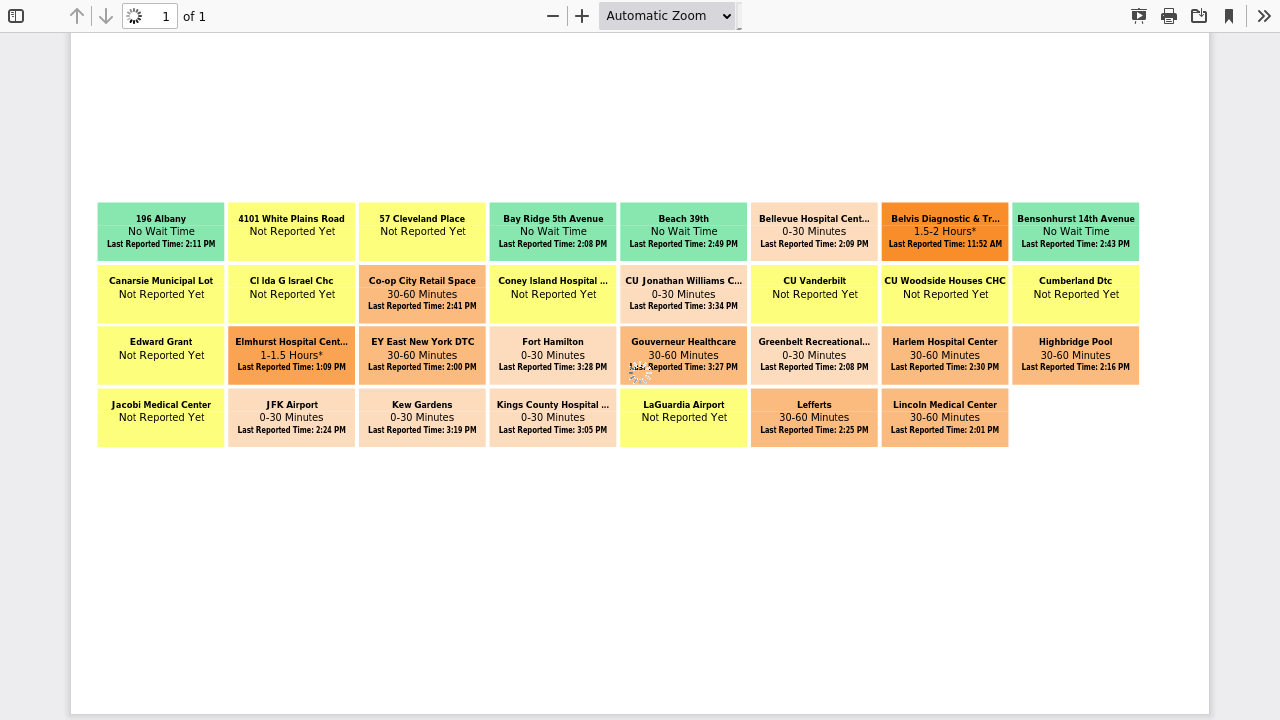 1 of 1 Automatic Zoom
196 Albany
No Wait Time
Last Reported Time: 2:11 PM
4101 White Plains Road
Not Reported Yet
57 Cleveland Place
Not Reported Yet
Bay Ridge 5th Avenue
No Wait Time
Last Reported Time: 2:08 PM
Beach 39th
No Wait Time
Last Reported Time: 2:49 PM
Bellevue Hospital Cent...
0-30 Minutes
Last Reported Time: 2:09 PM
Belvis Diagnostic & Tr...
1.5-2 Hours*
Last Reported Time: 11:52 AM
Bensonhurst 14th Avenue
No Wait Time
Last Reported Time: 2:43 PM
Canarsie Municipal Lot
Not Reported Yet
CI Ida G Israel Chc
Not Reported Yet
Co-op City Retail Space
30-60 Minutes
Last Reported Time: 2:41 PM
Coney Island Hospital ...
Not Reported Yet
CU Jonathan Williams C...
0-30 Minutes
Last Reported Time: 3:34 PM
CU Vanderbilt
Not Reported Yet
CU Woodside Houses CHC
Not Reported Yet
Cumberland Dtc
Not Reported Yet
Edward Grant
Not Reported Yet
Elmhurst Hospital Cent...
1-1.5 Hours*
Last Reported Time: 1:09 PM
EY East New York DTC
30-60 Minutes
Last Reported Time: 2:00 PM
Fort Hamilton
0-30 Minutes
Last Reported Time: 3:28 PM
Gouverneur Healthcare
30-60 Minutes
Last Reported Time: 3:27 PM
Greenbelt Recreational...
0-30 Minutes
Last Reported Time: 2:08 PM
Harlem Hospital Center
30-60 Minutes
Last Reported Time: 2:30 PM
Highbridge Pool
30-60 Minutes
Last Reported Time: 2:16 PM
Jacobi Medical Center
Not Reported Yet
JFK Airport
0-30 Minutes
Last Reported Time: 2:24 PM
Kew Gardens
0-30 Minutes
Last Reported Time: 3:19 PM
Kings County Hospital ...
0-30 Minutes
Last Reported Time: 3:05 PM
LaGuardia Airport
Not Reported Yet
Lefferts
30-60 Minutes
Last Reported Time: 2:25 PM
Lincoln Medical Center
30-60 Minutes
Last Reported Time: 2:01 PM